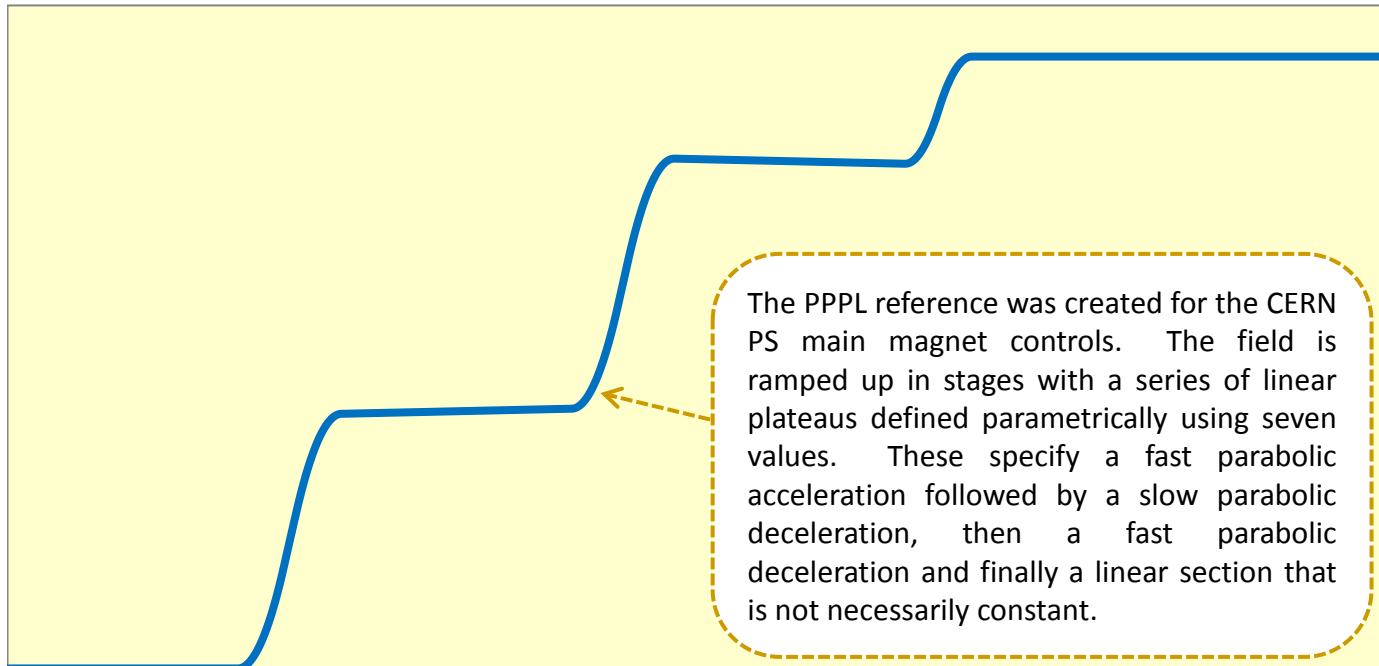 The PPPL reference was created for the CERN
PS main magnet controls. The field is
ramped up in stages with a series of linear
plateaus defined parametrically using seven
values. These specify a fast parabolic
acceleration followed by a slow parabolic
deceleration, then a fast parabolic
deceleration and finally a linear section that
is not necessarily constant.